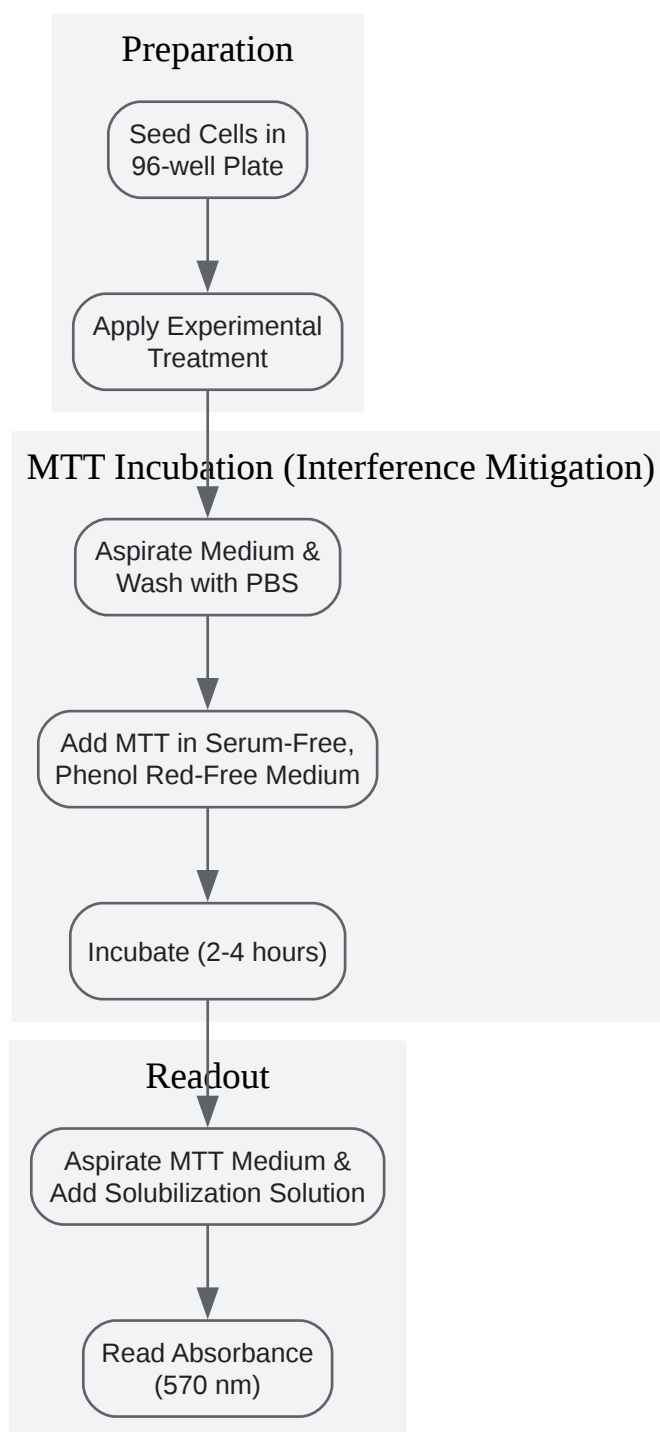 Preparation
Seed Cells in
96-well Plate
Apply Experimental
Treatment
MTT Incubation (Interference Mitigation)
Aspirate Medium &
Wash with PBS
Add MTT in Serum-Free,
Phenol Red-Free Medium
Incubate (2-4 hours)
Readout
Aspirate MTT Medium &
Add Solubilization Solution
Read Absorbance
(570 nm)